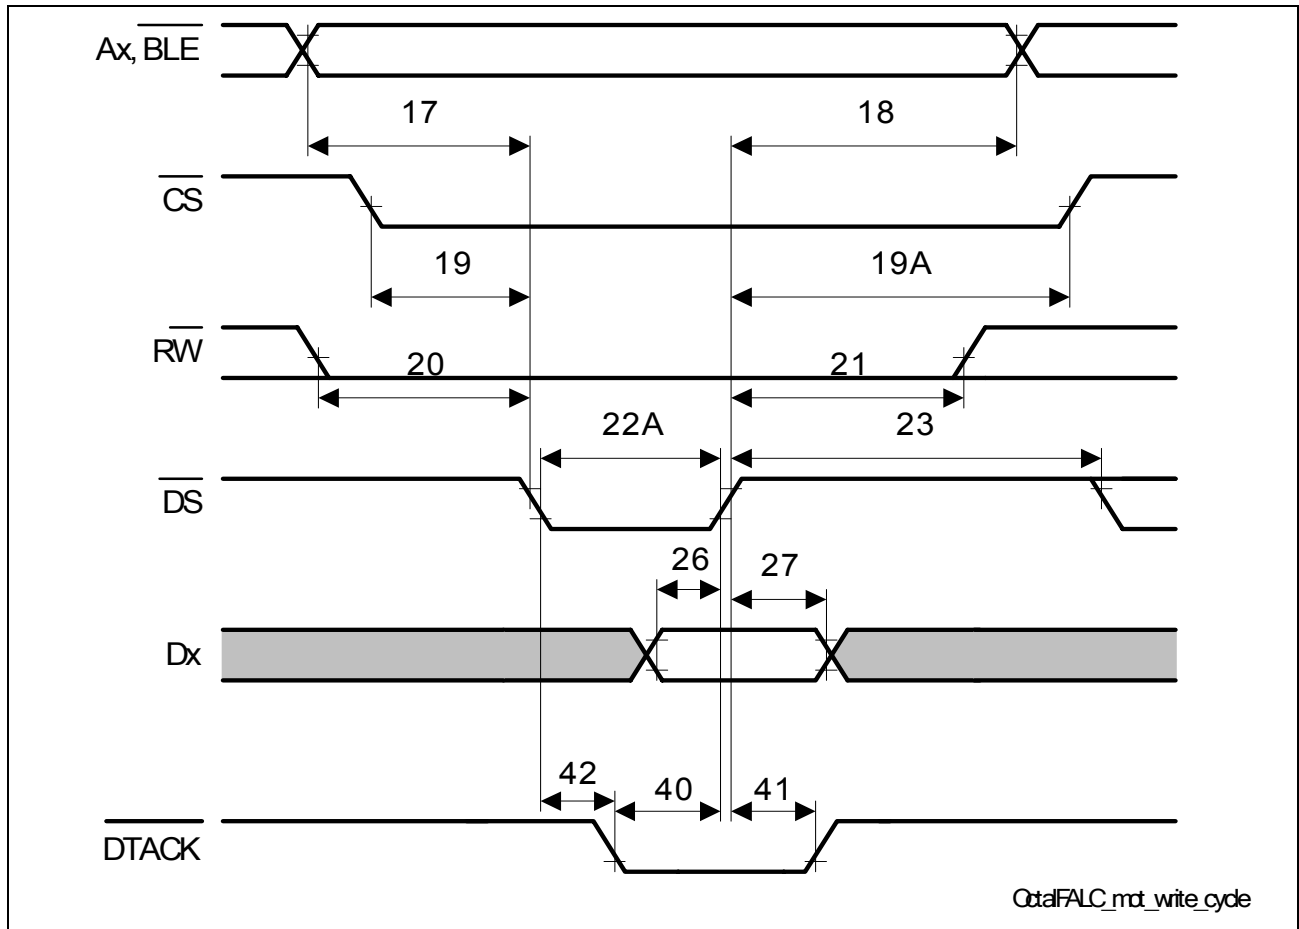 Ax, BLE
17
18
CS
19
19A
RW
20
21
22A
23
DS
26
27
Dx
42
40
41
DTACK
OctalFALC_mot_write_cycle